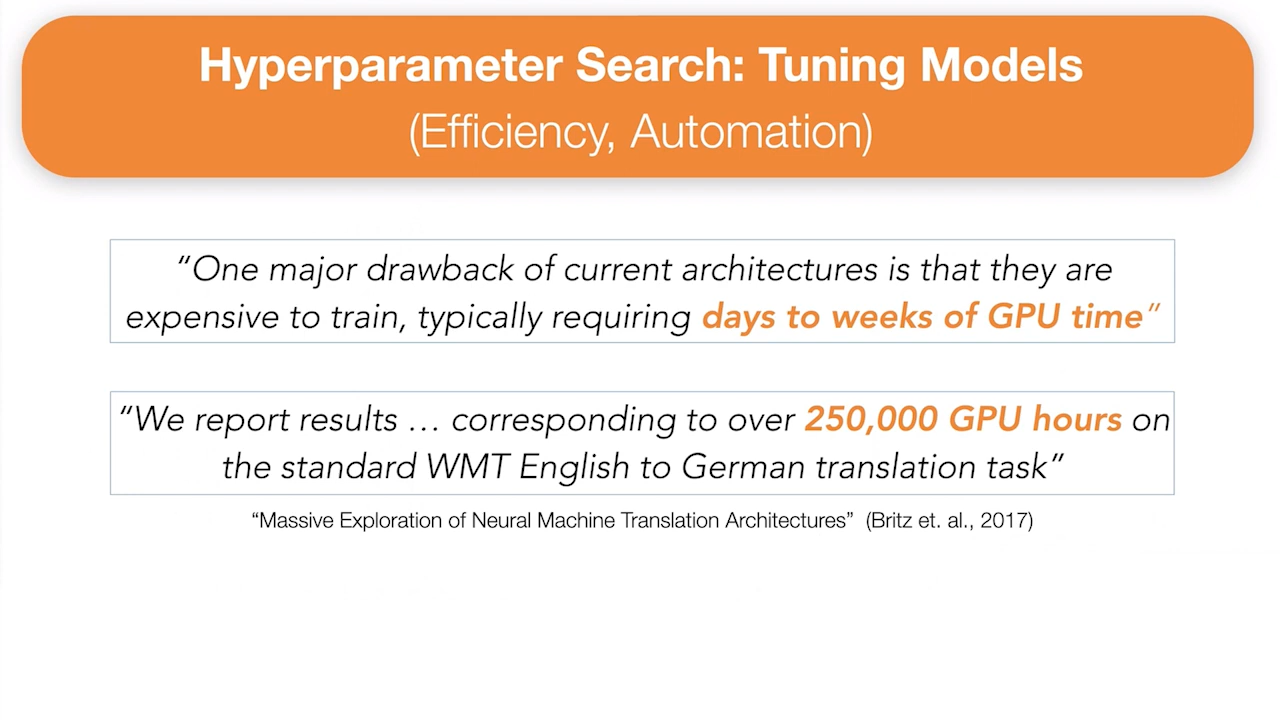 Hyperparameter Search: Tuning Models
(Efficiency, Automation)
“One major drawback of current architectures is that they are
expensive to train, typically requiring days to weeks of GPU time”
“We report results … corresponding to over 250,000 GPU hours on
the standard WMT English to German translation task”
“Massive Exploration of Neural Machine Translation Architectures” (Britz et. al., 2017)